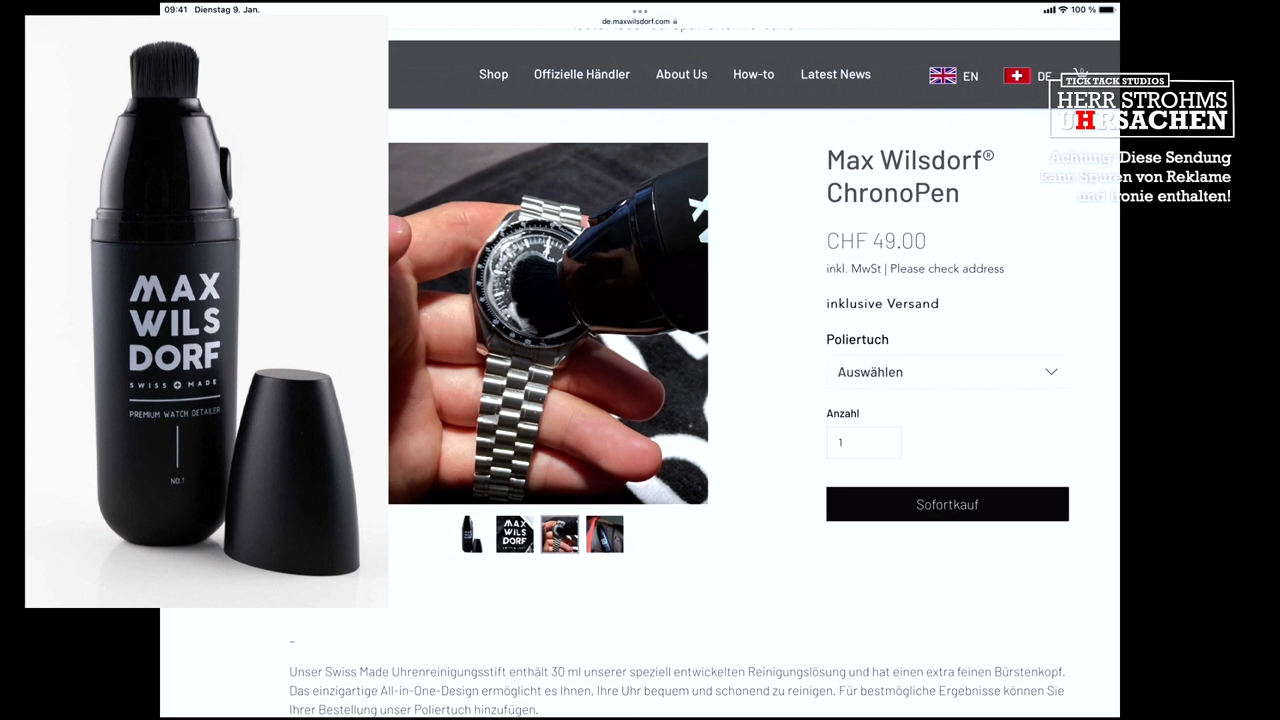 09:41 Dienstag 9. Jan.
100 %
de.maxwilsdorf.com
Shop
Offizielle Händler
About Us
How-to
Latest News
EN
DE
TICK TACK STUDIOS
HERR STROHMS
UHRSACHEN
Achtung: Diese Sendung
kann Spuren von Reklame
und Ironie enthalten!
MAX
WILS
DORF
SWISS MADE
PREMIUM WATCH DETAILER
NO.1
Max Wilsdorf®
ChronoPen
CHF 49.00
inkl. MwSt | Please check address
inklusive Versand
Poliertuch
Auswählen
Anzahl
1
Sofortkauf
MAX
WILS
DORF
–
Unser Swiss Made Uhrenreinigungsstift enthält 30 ml unserer speziell entwickelten Reinigungslösung und hat einen extra feinen Bürstenkopf.
Das einzigartige All-in-One-Design ermöglicht es Ihnen, Ihre Uhr bequem und schonend zu reinigen. Für bestmögliche Ergebnisse können Sie
Ihrer Bestellung unser Poliertuch hinzufügen.